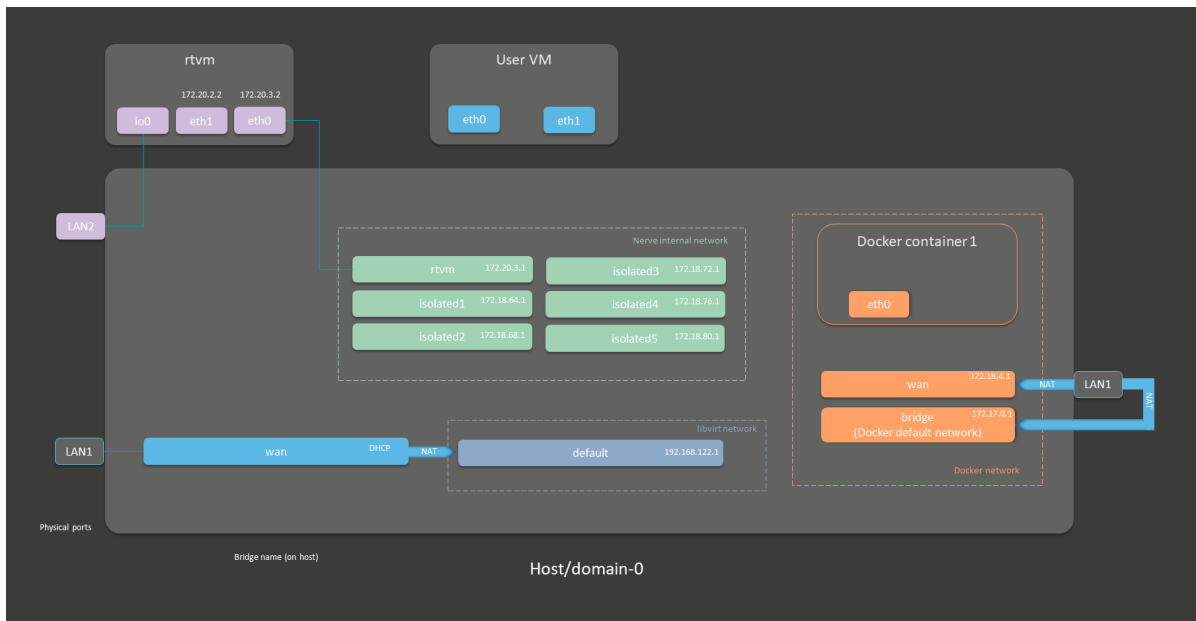 rtvm
172.20.2.2
172.20.3.2
io0
eth1
eth0
User VM
eth0
eth1
LAN2
Nerve internal network
rtvm
172.20.3.1
isolated3
172.18.72.1
isolated1
172.18.64.1
isolated4
172.18.76.1
isolated2
172.18.68.1
isolated5
172.18.80.1
Docker container 1
eth0
wan
172.18.4.1
NAT
LAN1
NAT
bridge
172.17.0.1
(Docker default network)
Docker network
LAN1
wan
DHCP
NAT
libvirt network
default
192.168.122.1
Physical ports
Bridge name (on host)
Host/domain-0